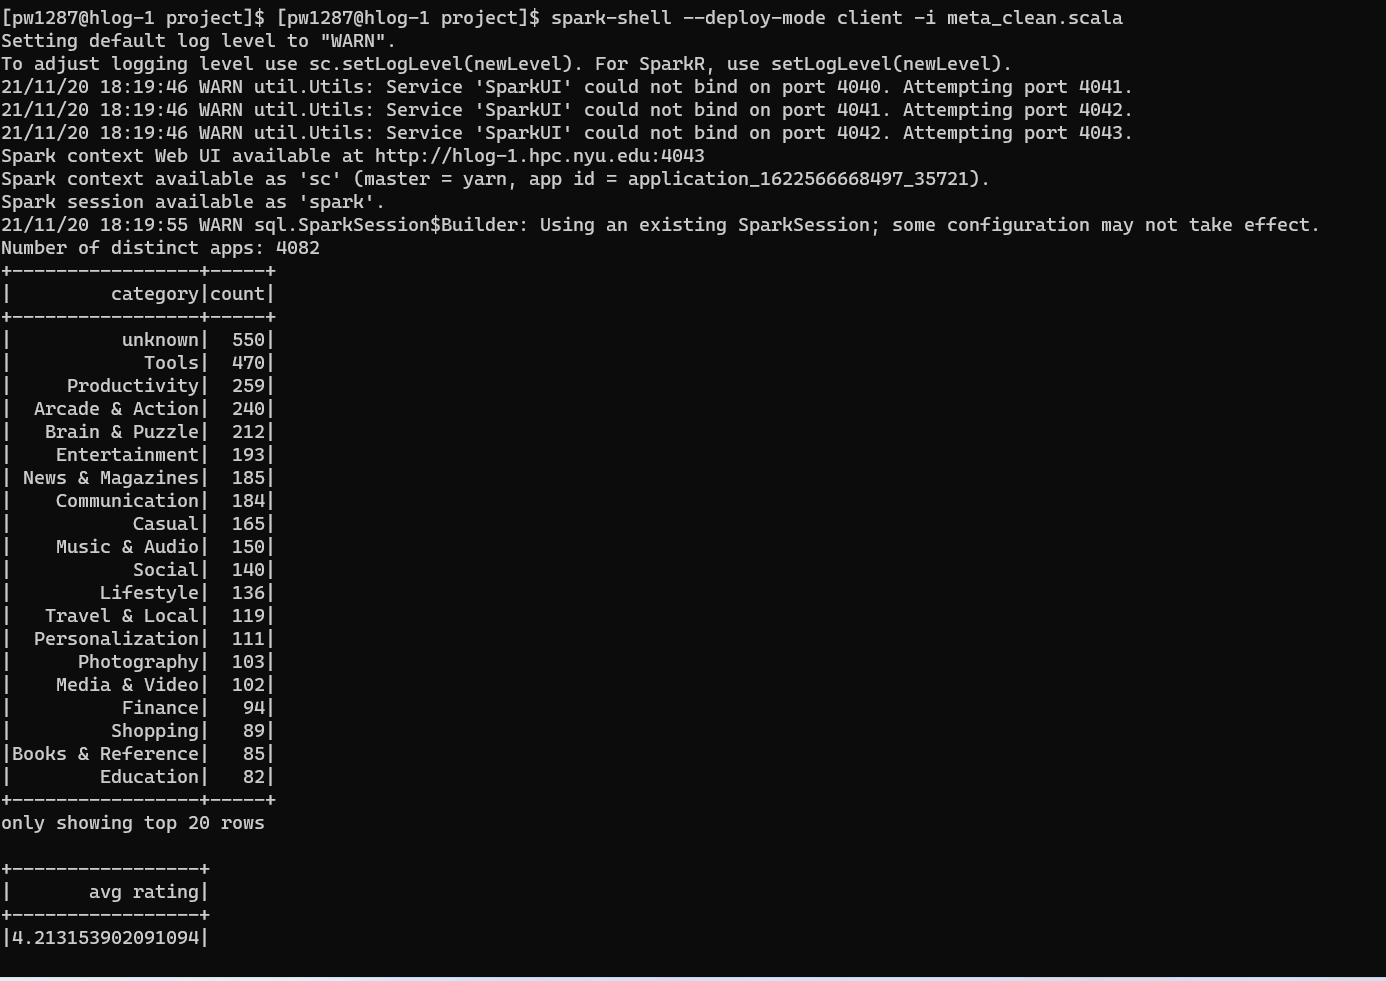 [pw1287@hlog-1 project]$ [pw1287@hlog-1 project]$ spark-shell --deploy-mode client -i meta_clean.scala
Setting default log level to "WARN".
To adjust logging level use sc.setLogLevel(newLevel). For SparkR, use setLogLevel(newLevel).
21/11/20 18:19:46 WARN util.Utils: Service 'SparkUI' could not bind on port 4040. Attempting port 4041.
21/11/20 18:19:46 WARN util.Utils: Service 'SparkUI' could not bind on port 4041. Attempting port 4042.
21/11/20 18:19:46 WARN util.Utils: Service 'SparkUI' could not bind on port 4042. Attempting port 4043.
Spark context Web UI available at http://hlog-1.hpc.nyu.edu:4043
Spark context available as 'sc' (master = yarn, app id = application_1622566668497_35721).
Spark session available as 'spark'.
21/11/20 18:19:55 WARN sql.SparkSession$Builder: Using an existing SparkSession; some configuration may not take effect.
Number of distinct apps: 4082
+-----------------+-----+
|         category|count|
+-----------------+-----+
|          unknown|  550|
|            Tools|  470|
|     Productivity|  259|
|  Arcade & Action|  240|
|   Brain & Puzzle|  212|
|    Entertainment|  193|
| News & Magazines|  185|
|    Communication|  184|
|           Casual|  165|
|    Music & Audio|  150|
|           Social|  140|
|        Lifestyle|  136|
|   Travel & Local|  119|
|  Personalization|  111|
|      Photography|  103|
|    Media & Video|  102|
|          Finance|   94|
|         Shopping|   89|
|Books & Reference|   85|
|        Education|   82|
+-----------------+-----+
only showing top 20 rows

+-----------------+
|       avg rating|
+-----------------+
|4.213153902091094|